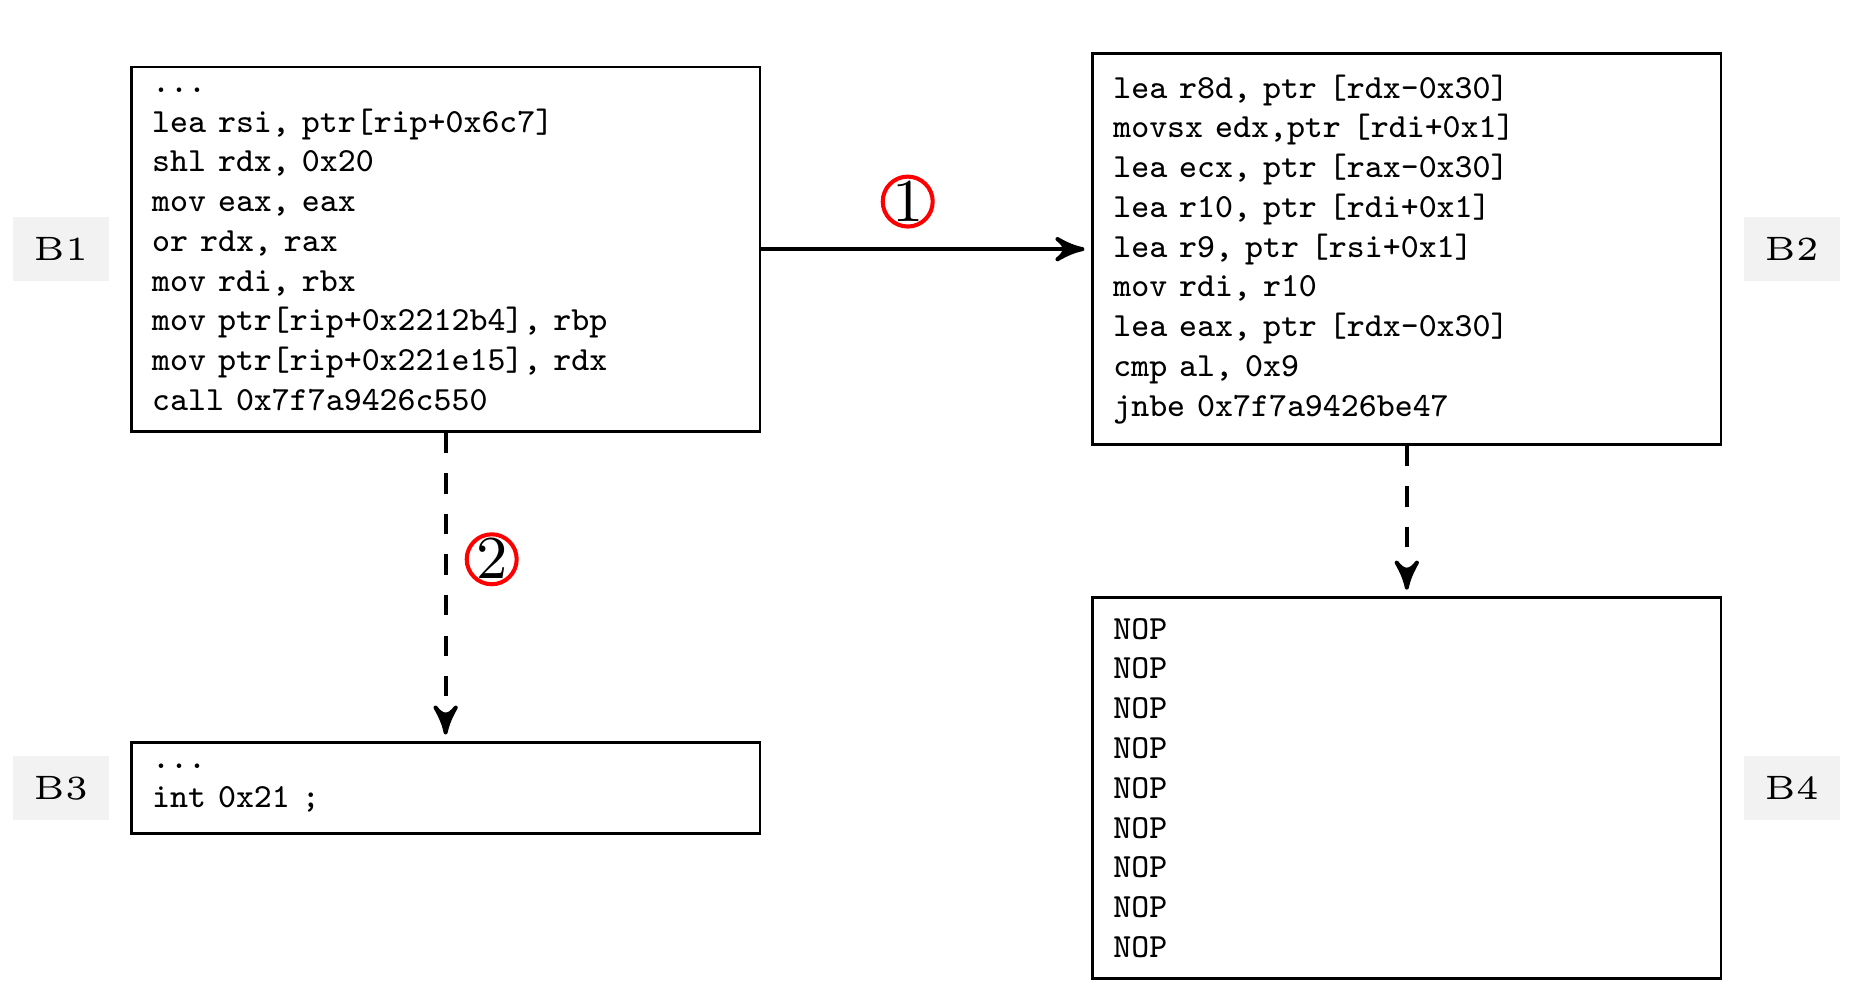 ...
lea rsi, ptr[rip+0x6c7]
shl rdx, 0x20
mov eax, eax
or rdx, rax
mov rdi, rbx
mov ptr[rip+0x2212b4], rbp
mov ptr[rip+0x221e15], rdx
call 0x7f7a9426c550
B1
1
lea r8d, ptr [rdx-0x30]
movsx edx,ptr [rdi+0x1]
lea ecx, ptr [rax-0x30]
lea r10, ptr [rdi+0x1]
lea r9, ptr [rsi+0x1]
mov rdi, r10
lea eax, ptr [rdx-0x30]
cmp al, 0x9
jnbe 0x7f7a9426be47
B2
2
...
int 0x21 ;
B3
NOP
NOP
NOP
NOP
NOP
NOP
NOP
NOP
NOP
B4